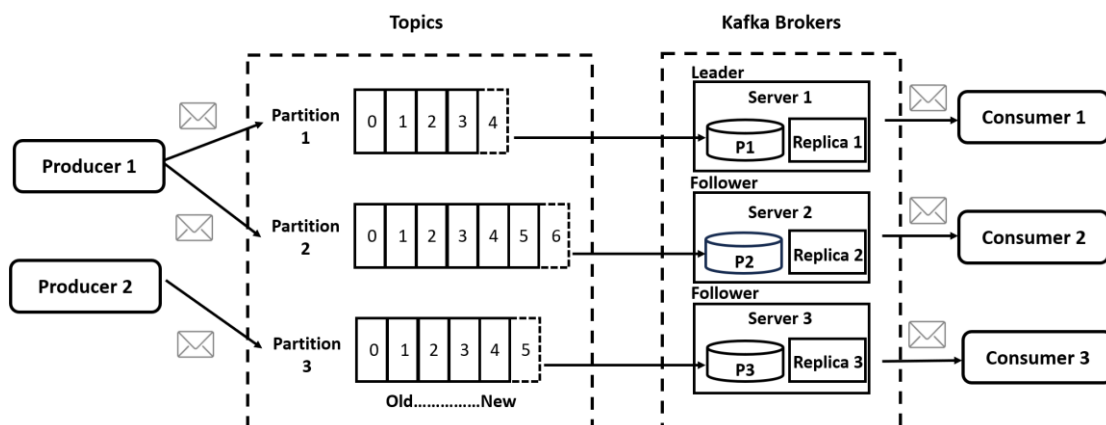 Topics
Kafka Brokers
Producer 1
Producer 2
Partition
1
0 1 2 3 4
Partition
2
0 1 2 3 4 5 6
Partition
3
0 1 2 3 4 5
Old...............New
Leader
Server 1
P1
Replica 1
Follower
Server 2
P2
Replica 2
Follower
Server 3
P3
Replica 3
Consumer 1
Consumer 2
Consumer 3